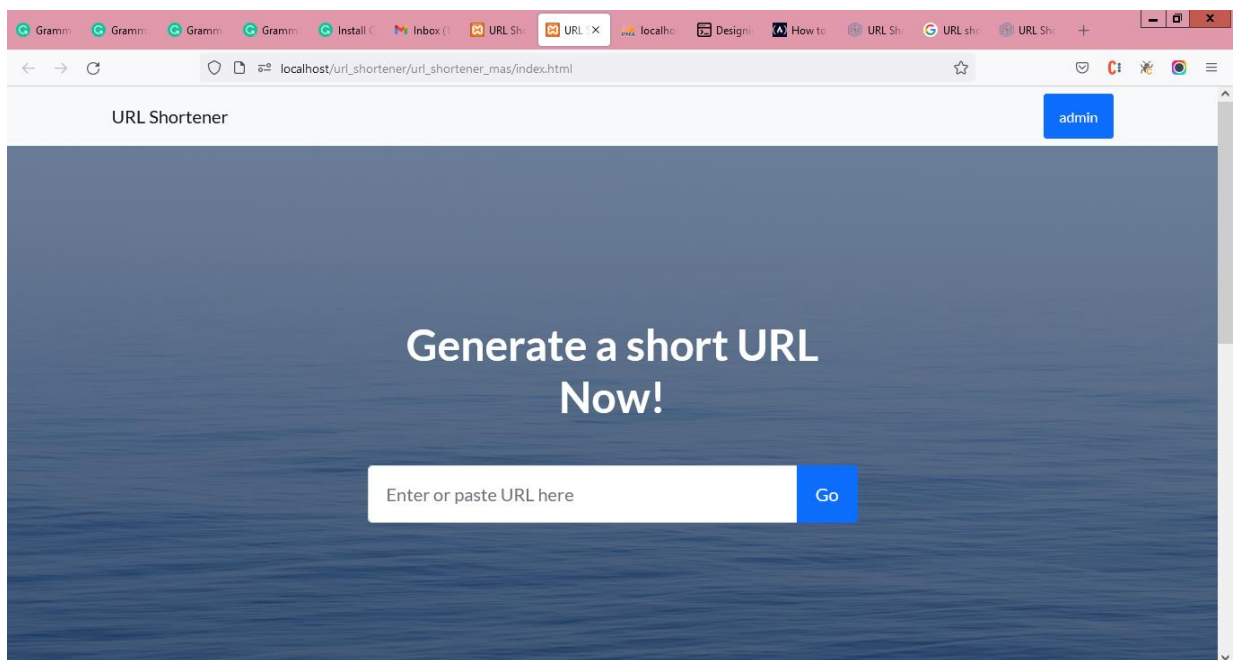 Gramm
Gramm
Gramm
Gramm
Install
Inbox (
URL Sh
URL S
localho
Design
How to
URL Sh
URL sho
URL Sh
localhost/url_shortener/url_shortener_mas/index.html
URL Shortener
admin
Generate a short URL
Now!
Enter or paste URL here
Go